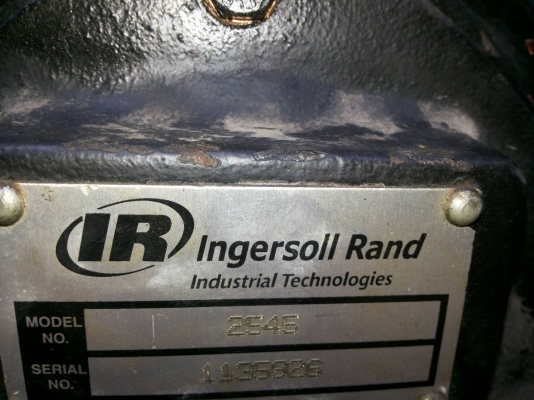 IR Ingersoll Rand
Industrial Technologies
MODEL NO. 2545
SERIAL NO.